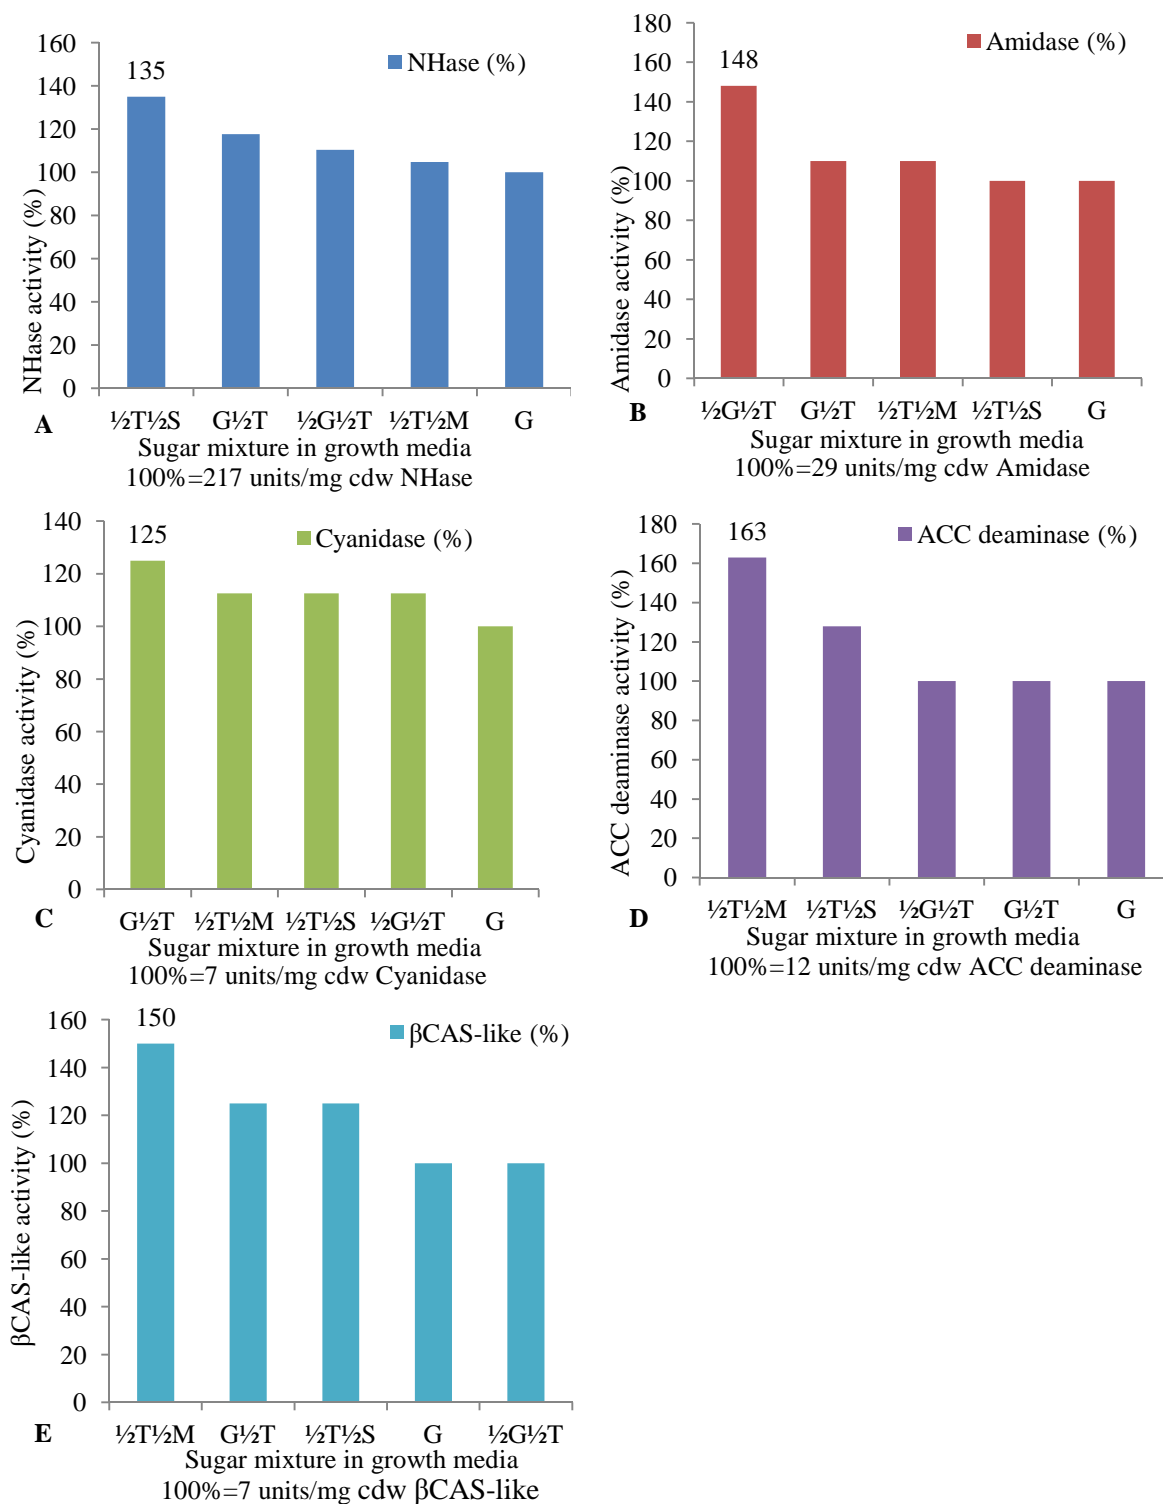 NHase activity (%)
160
140
120
100
80
60
40
20
0
135
NHase (%)
½T½S G½T ½G½T ½T½M G
A
Sugar mixture in growth media
100%=217 units/mg cdw NHase
Amidase activity (%)
180
160
140
120
100
80
60
40
20
0
148
Amidase (%)
½G½T G½T ½T½M ½T½S G
B
Sugar mixture in growth media
100%=29 units/mg cdw Amidase
Cyanidase activity (%)
140
120
100
80
60
40
20
0
125
Cyanidase (%)
G½T ½T½M ½T½S ½G½T G
C
Sugar mixture in growth media
100%=7 units/mg cdw Cyanidase
ACC deaminase activity (%)
180
160
140
120
100
80
60
40
20
0
163
ACC deaminase (%)
½T½M ½T½S ½G½T G½T G
D
Sugar mixture in growth media
100%=12 units/mg cdw ACC deaminase
βCAS-like activity (%)
160
140
120
100
80
60
40
20
0
150
βCAS-like (%)
½T½M G½T ½T½S G ½G½T
E
Sugar mixture in growth media
100%=7 units/mg cdw βCAS-like